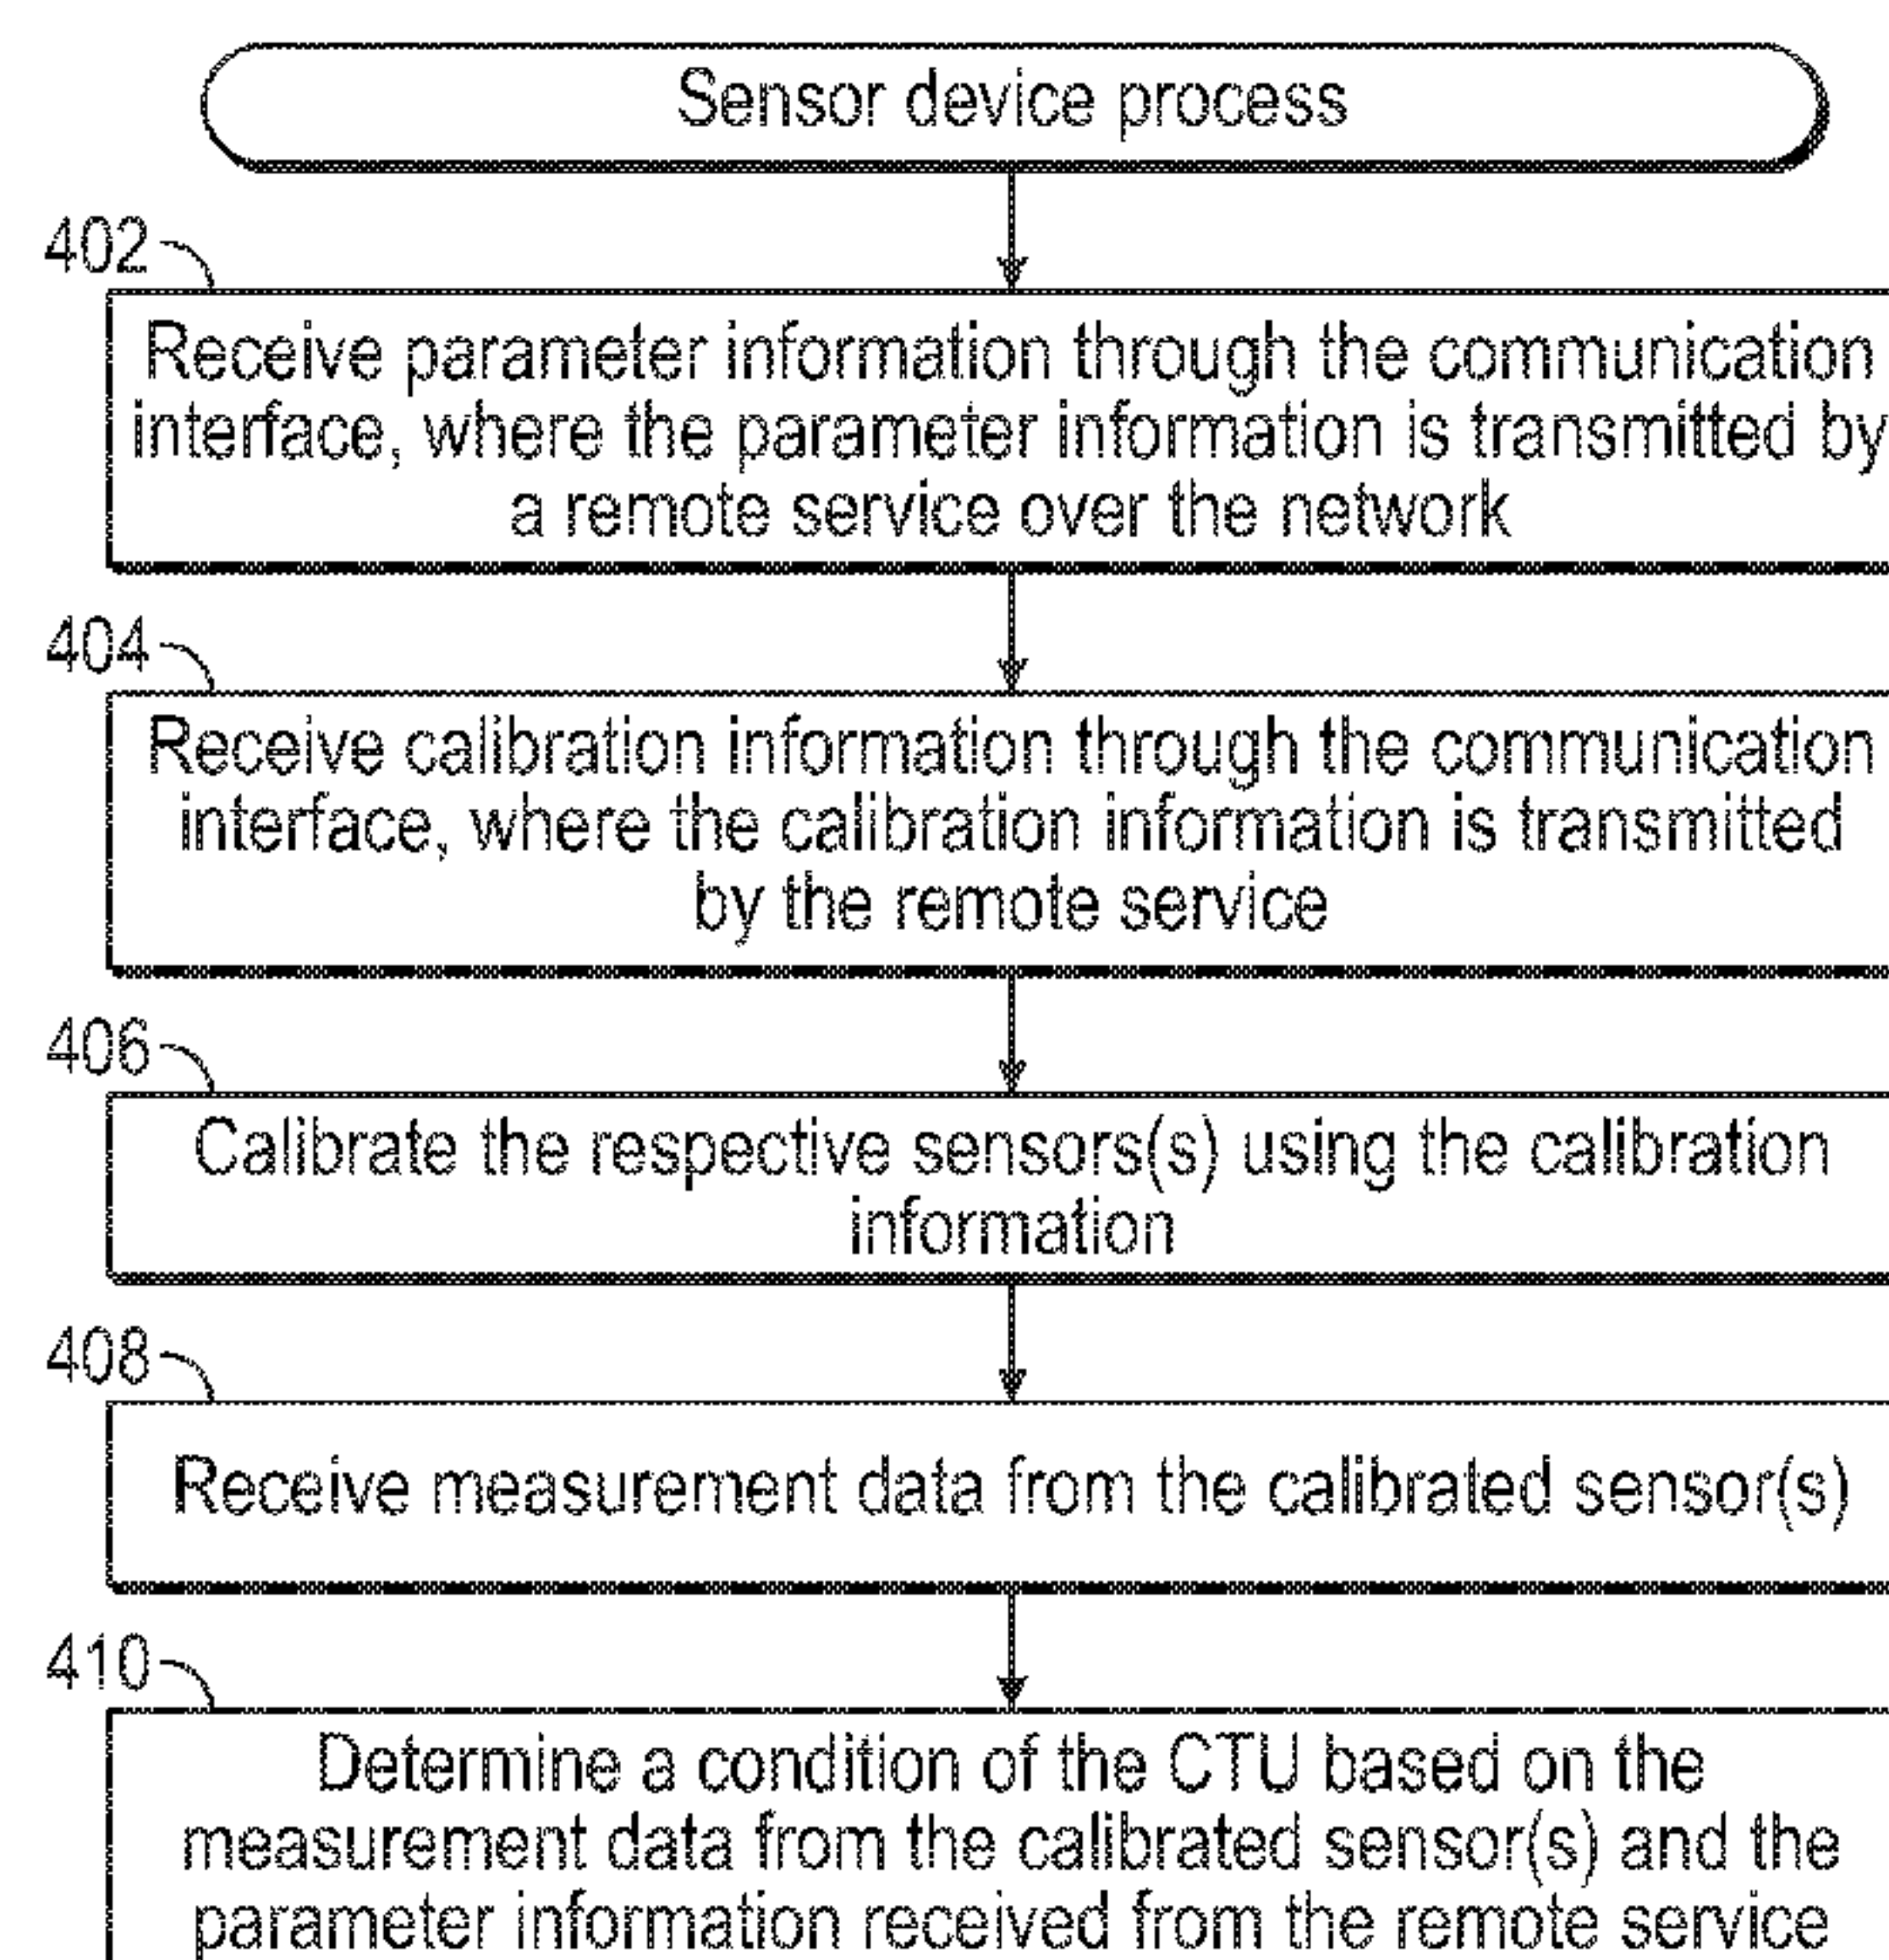 Sensor device process
402
Receive parameter information through the communication
interface, where the parameter information is transmitted by
a remote service over the network
404
Receive calibration information through the communication
interface, where the calibration information is transmitted
by the remote service
406
Calibrate the respective sensors(s) using the calibration
information
408
Receive measurement data from the calibrated sensor(s)
410
Determine a condition of the CTU based on the
measurement data from the calibrated sensor(s) and the
parameter information received from the remote service